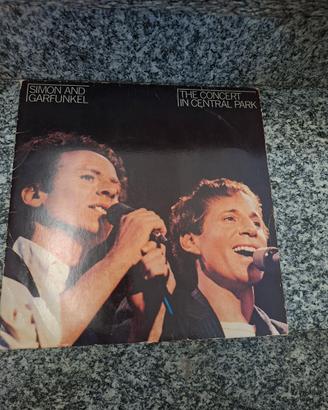 SIMON AND
GARFUNKEL
THE CONCERT
IN CENTRAL PARK